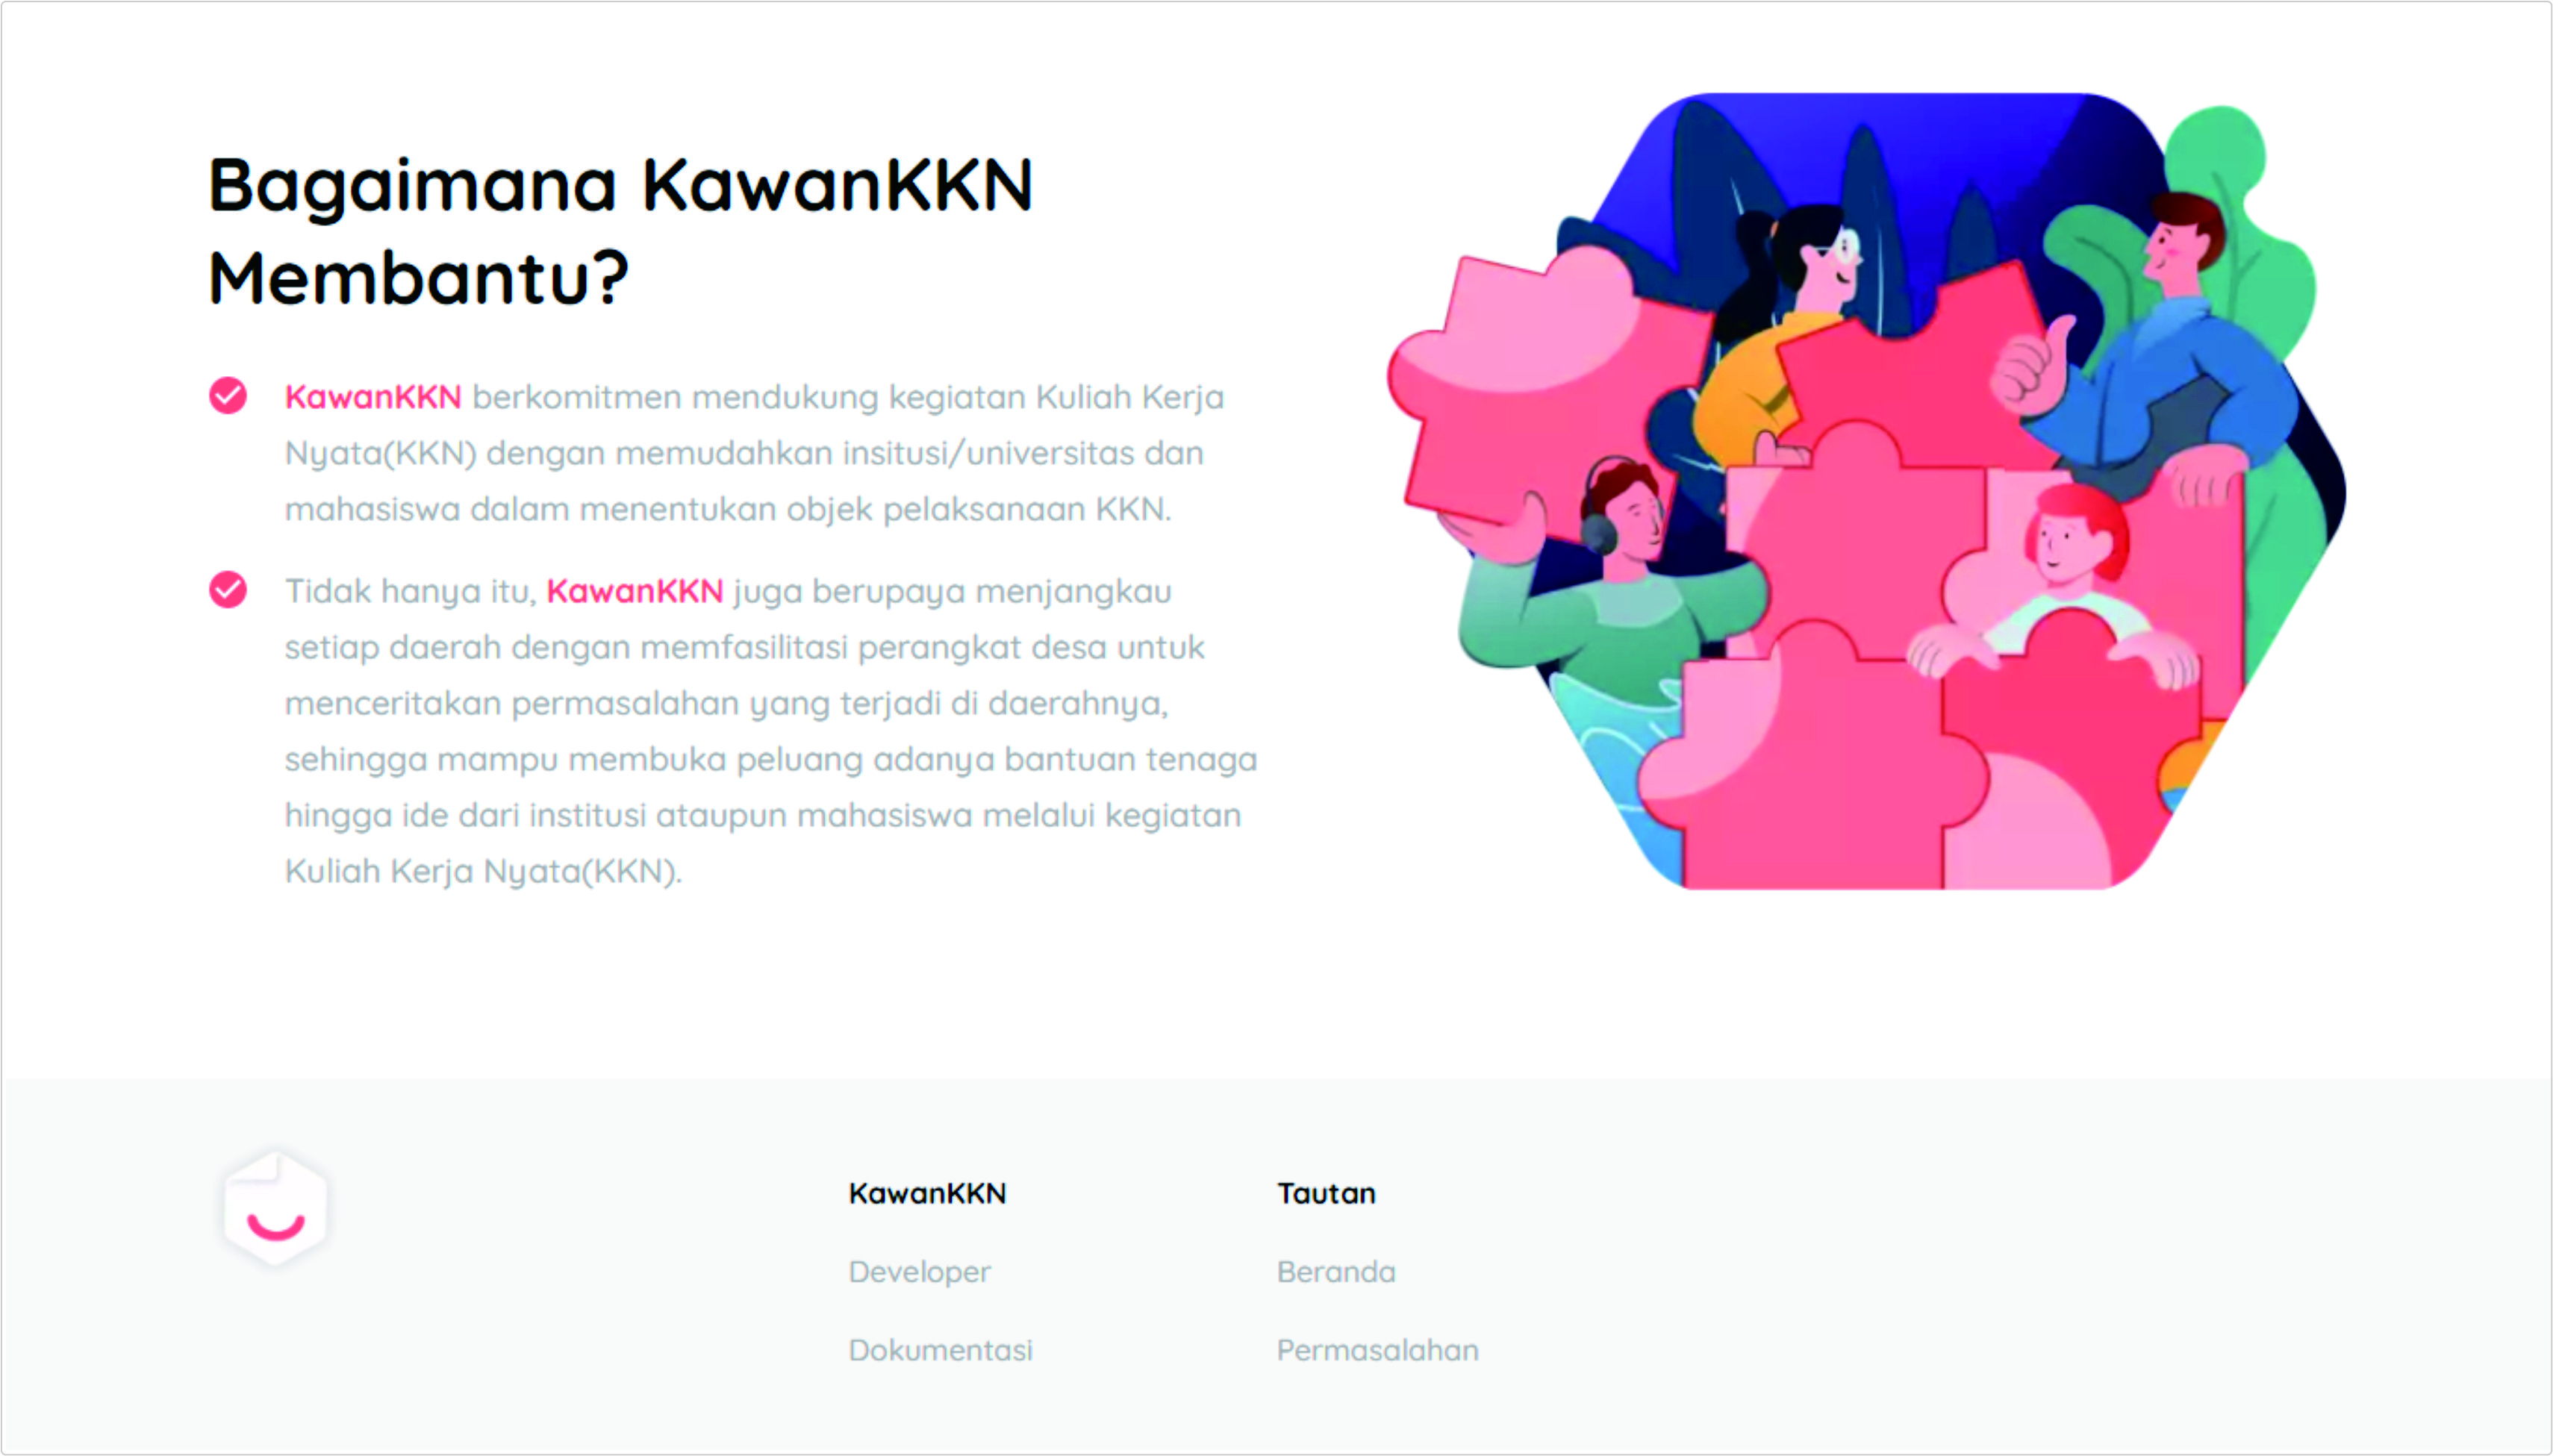 Bagaimana KawanKKN
Membantu?
KawanKKN berkomitmen mendukung kegiatan Kuliah Kerja
Nyata(KKN) dengan memudahkan insitusi/universitas dan
mahasiswa dalam menentukan objek pelaksanaan KKN.
Tidak hanya itu, KawanKKN juga berupaya menjangkau
setiap daerah dengan memfasilitasi perangkat desa untuk
menceritakan permasalahan yang terjadi di daerahnya,
sehingga mampu membuka peluang adanya bantuan tenaga
hingga ide dari institusi ataupun mahasiswa melalui kegiatan
Kuliah Kerja Nyata(KKN).
KawanKKN
Developer
Dokumentasi
Tautan
Beranda
Permasalahan